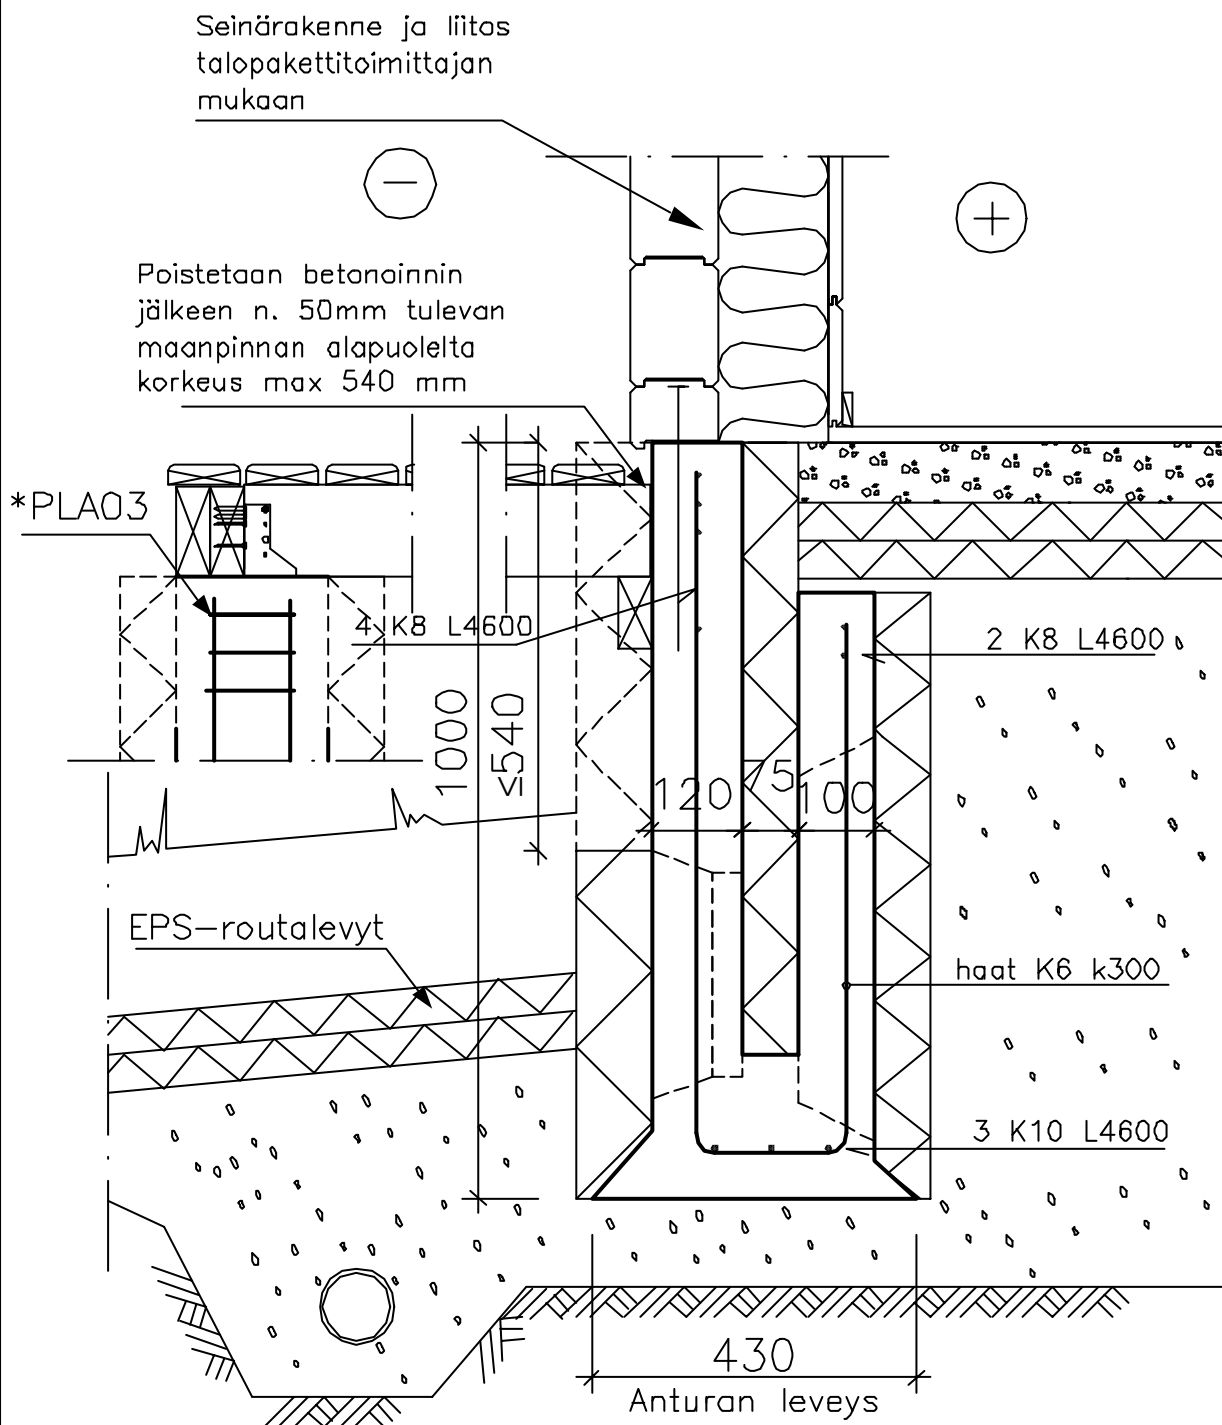 Seinärakenne ja liitos
talopakettitoimittajan
mukaan
Poistetaan betonoinnin
jälkeen n. 50mm tulevan
maanpinnan alapuolelta
korkeus max 540 mm
*PLA03
4 K8 L4600
2 K8 L4600
1000
≤540
120
75
100
EPS-routalevyt
haat K6 k300
3 K10 L4600
430
Anturan leveys